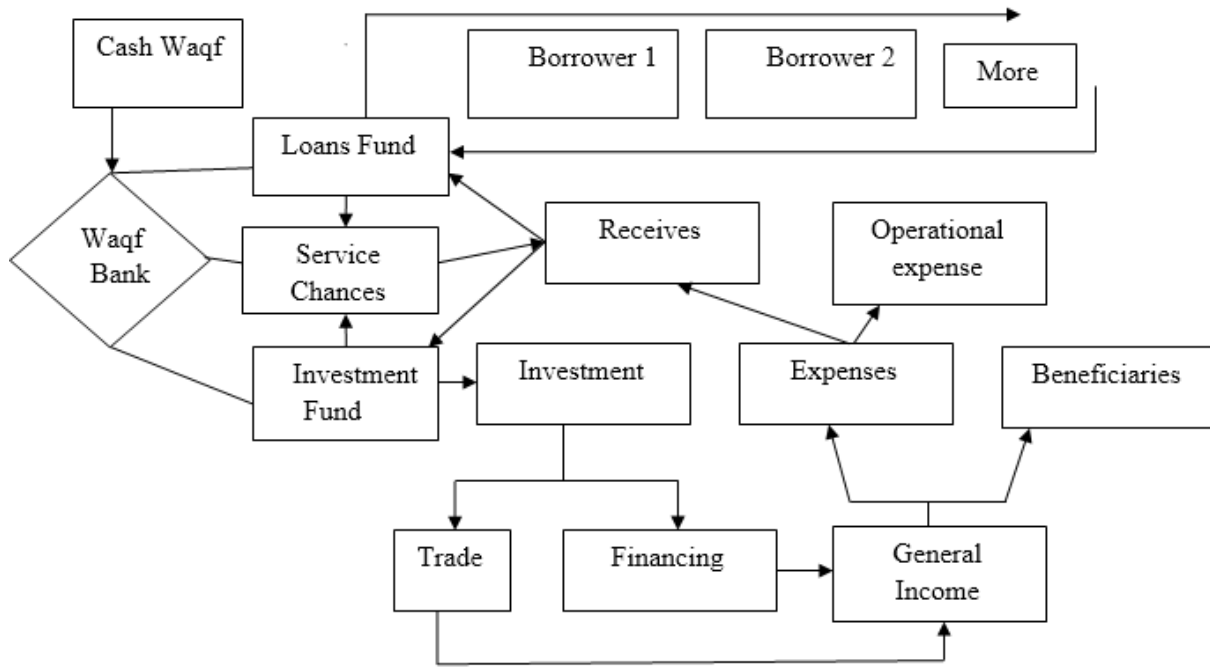 Cash Waqf
Borrower 1
Borrower 2
More
Loans Fund
Waqf
Bank
Service
Chances
Receives
Operational
expense
Investment
Fund
Investment
Expenses
Beneficiaries
Trade
Financing
General
Income